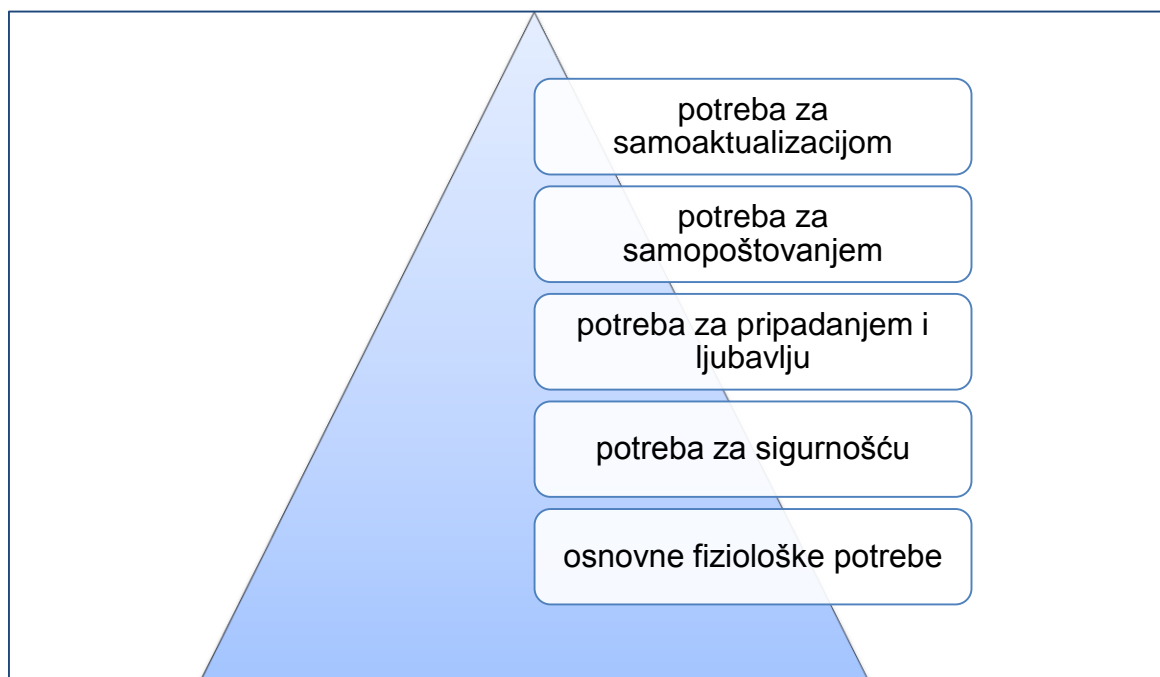 potreba za
samoaktualizacijom
potreba za
samopoštovanjem
potreba za pripadanjem i
ljubavlju
potreba za sigurnošću
osnovne fiziološke potrebe